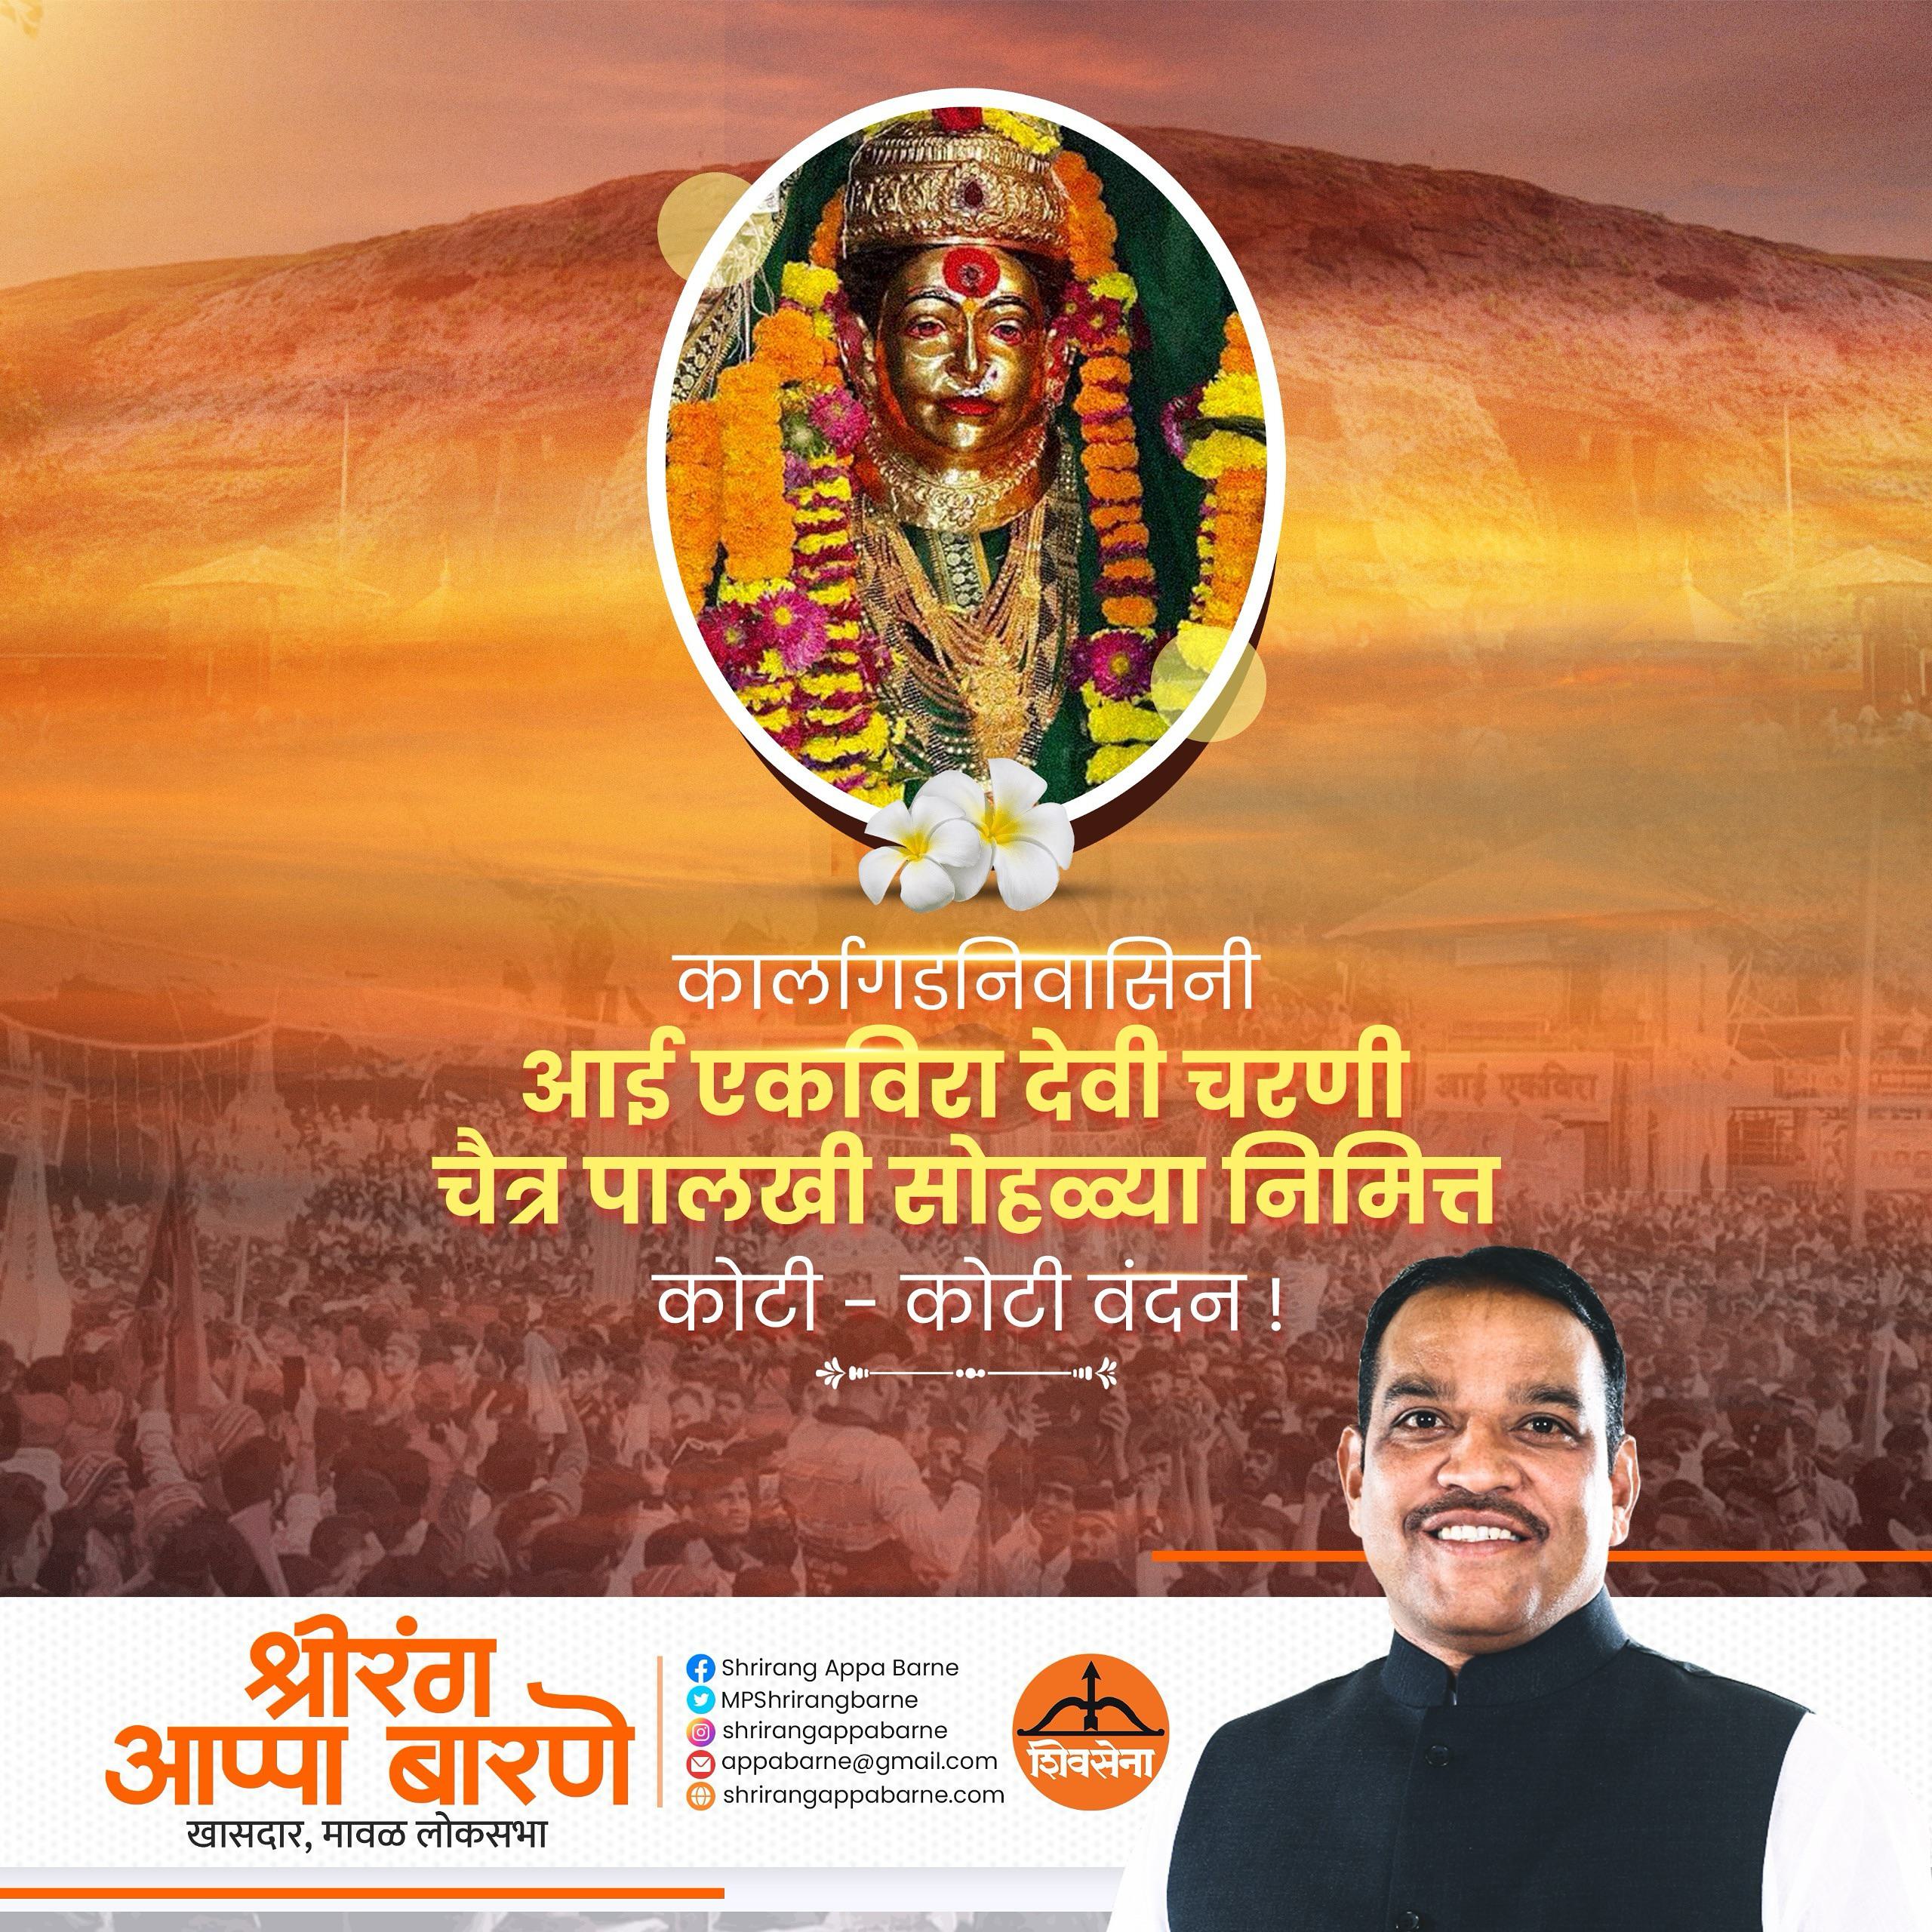 कार्लागडनिवासिनी
आई एकविरा देवी चरणी
चैत्र पालखी सोहळ्या निमित्त
कोटी - कोटी वंदन !
आई एकविरा
श्रीरंग
आप्पा बारणे
खासदार, मावळ लोकसभा
Shrirang Appa Barne
MPShrirangbarne
shrirangappabarne
appabarne@gmail.com
shrirangappabarne.com
शिवसेना